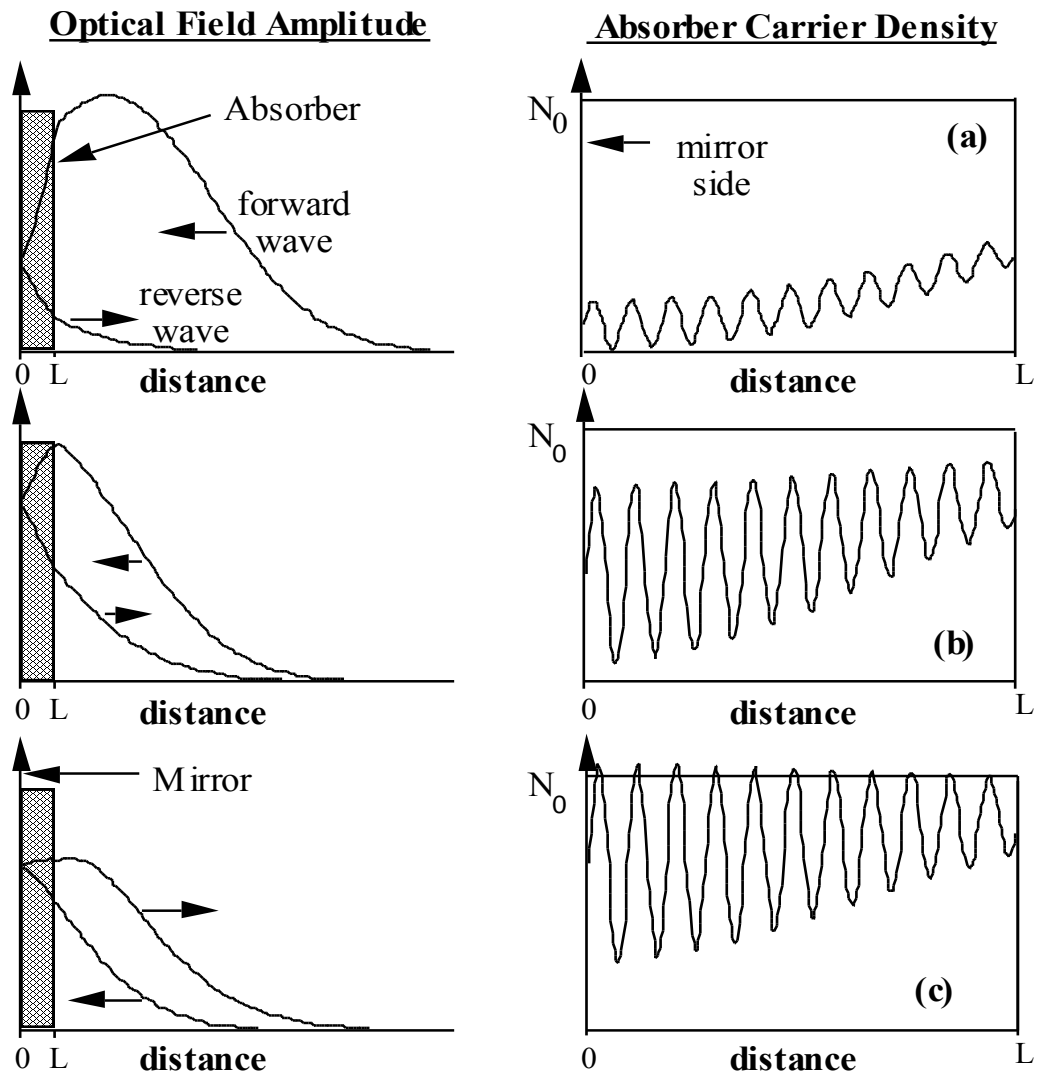 Optical Field Amplitude
Absorber Carrier Density
Absorber
forward
wave
reverse
wave
0 L distance
N0
(a)
mirror
side
0 distance L
0 L distance
N0
(b)
0 distance L
Mirror
0 L distance
N0
(c)
0 distance L